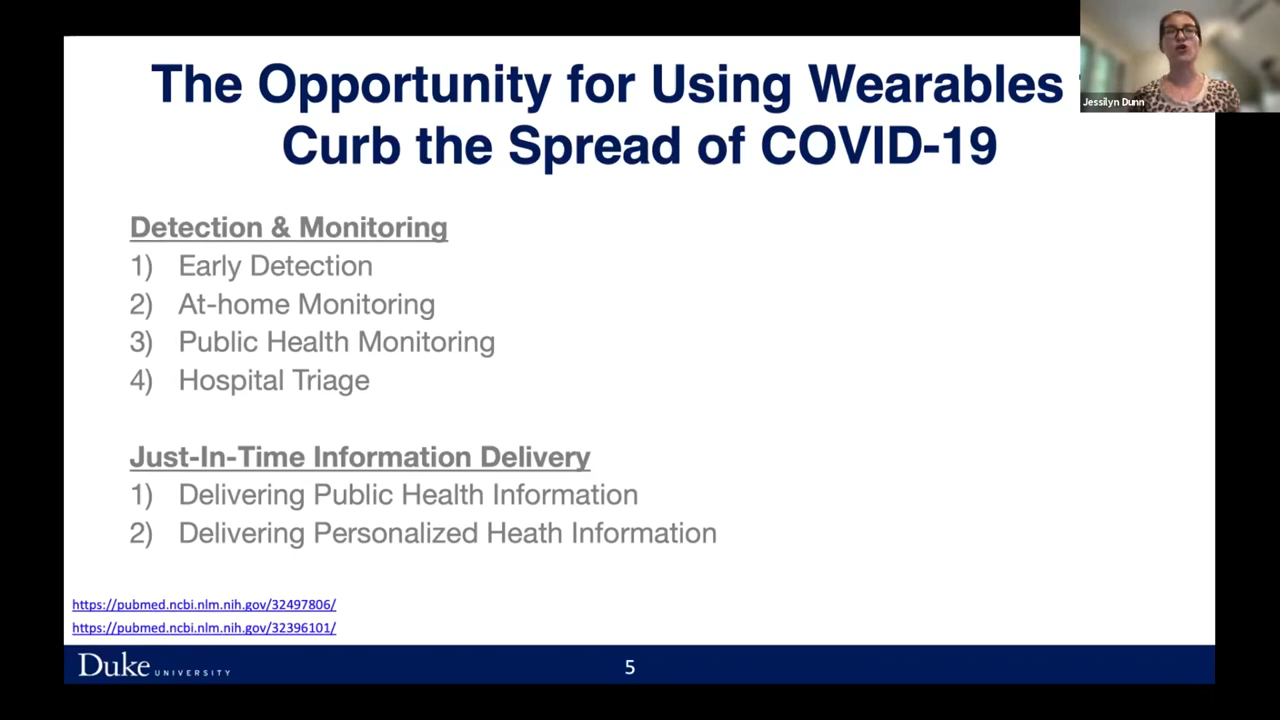 The Opportunity for Using Wearables
Curb the Spread of COVID-19
Jessilyn Dunn
Detection & Monitoring
1) Early Detection
2) At-home Monitoring
3) Public Health Monitoring
4) Hospital Triage
Just-In-Time Information Delivery
1) Delivering Public Health Information
2) Delivering Personalized Heath Information
https://pubmed.ncbi.nlm.nih.gov/32497806/
https://pubmed.ncbi.nlm.nih.gov/32396101/
Duke UNIVERSITY
5